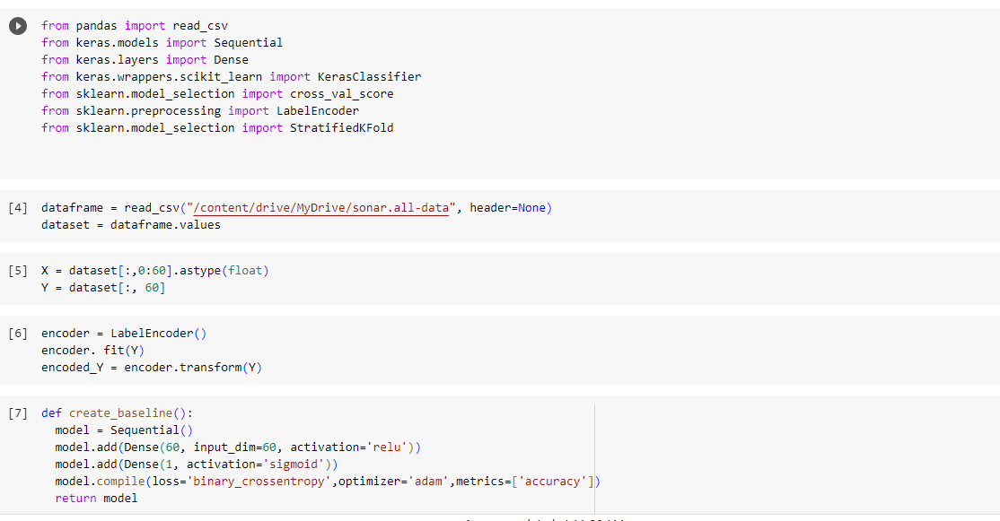 from pandas import read_csv
from keras.models import Sequential
from keras.layers import Dense
from keras.wrappers.scikit_learn import KerasClassifier
from sklearn.model_selection import cross_val_score
from sklearn.preprocessing import LabelEncoder
from sklearn.model_selection import StratifiedKFold
[4] dataframe = read_csv("/content/drive/MyDrive/sonar.all-data", header=None)
dataset = dataframe.values
[5] X = dataset[:,0:60].astype(float)
Y = dataset[:, 60]
[6] encoder = LabelEncoder()
encoder. fit(Y)
encoded_Y = encoder.transform(Y)
[7] def create_baseline():
model = Sequential()
model.add(Dense(60, input_dim=60, activation='relu'))
model.add(Dense(1, activation='sigmoid'))
model.compile(loss='binary_crossentropy',optimizer='adam',metrics=['accuracy'])
return model